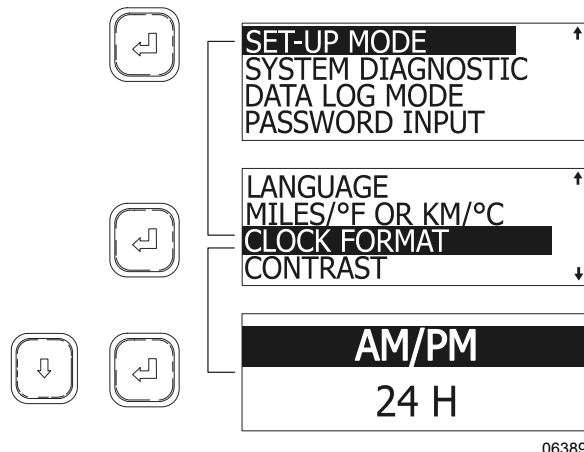 SET-UP MODE
SYSTEM DIAGNOSTIC
DATA LOG MODE
PASSWORD INPUT
LANGUAGE
MILES/°F OR KM/°C
CLOCK FORMAT
CONTRAST
AM/PM
24 H
06389